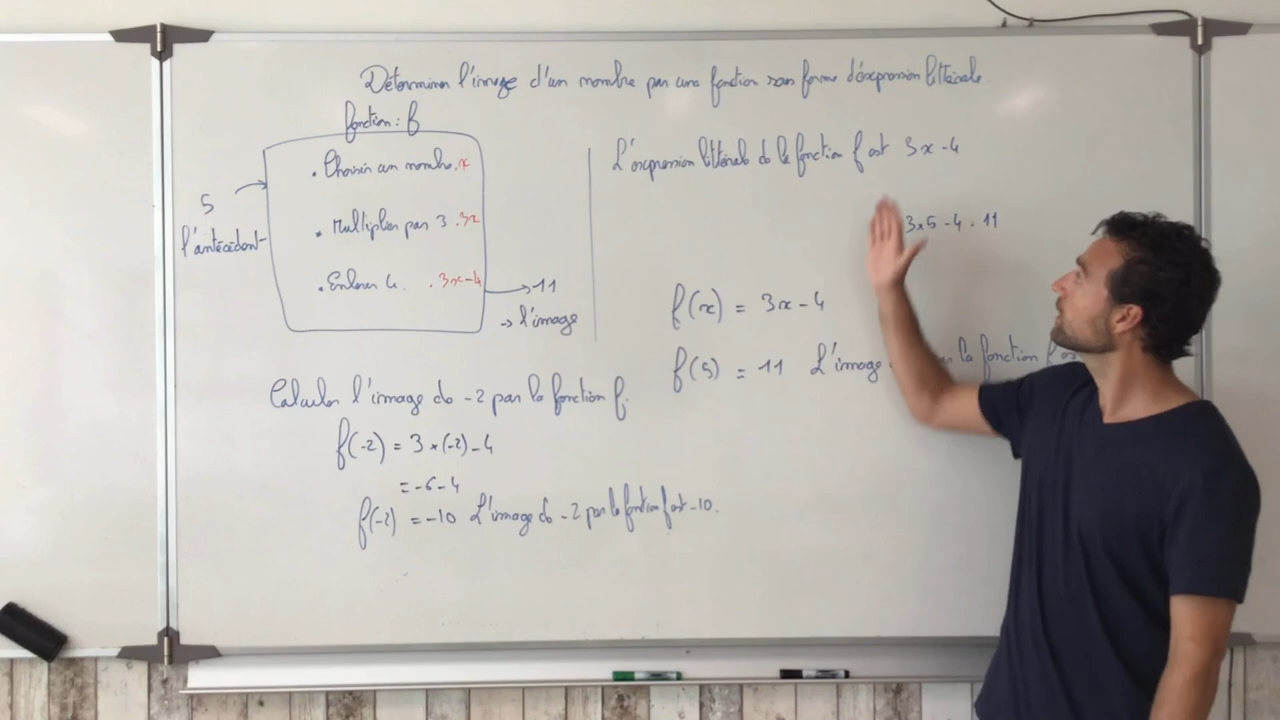 Déterminer l'image d'un nombre par une fonction sous forme d'expression littérale.
fonction : f
. Choisir un nombre. x
. Multiplier par 3 . 3x
. Enlever 4. . 3x-4
5
l'antécédent
→ 11
→ l'image
L'expression littérale de la fonction f est 3x-4
3×5-4 = 11
f(x) = 3x-4
f(5) = 11 L'image la fonction f
Calculer l'image de -2 par la fonction f.
f(-2) = 3×(-2)-4
= -6-4
f(-2) = -10 L'image de -2 par la fonction f est -10.